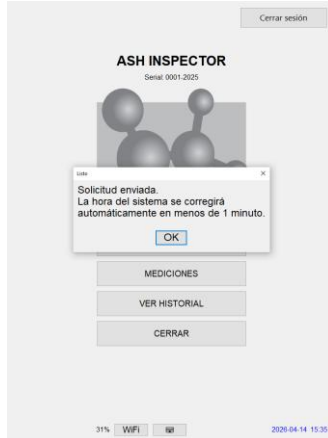 Cerrar sesión
ASH INSPECTOR
Serial: 0001-2025
Listo
Solicitud enviada.
La hora del sistema se corregirá
automáticamente en menos de 1 minuto.
OK
MEDICIONES
VER HISTORIAL
CERRAR
31% WiFi
2026-04-14 15:35